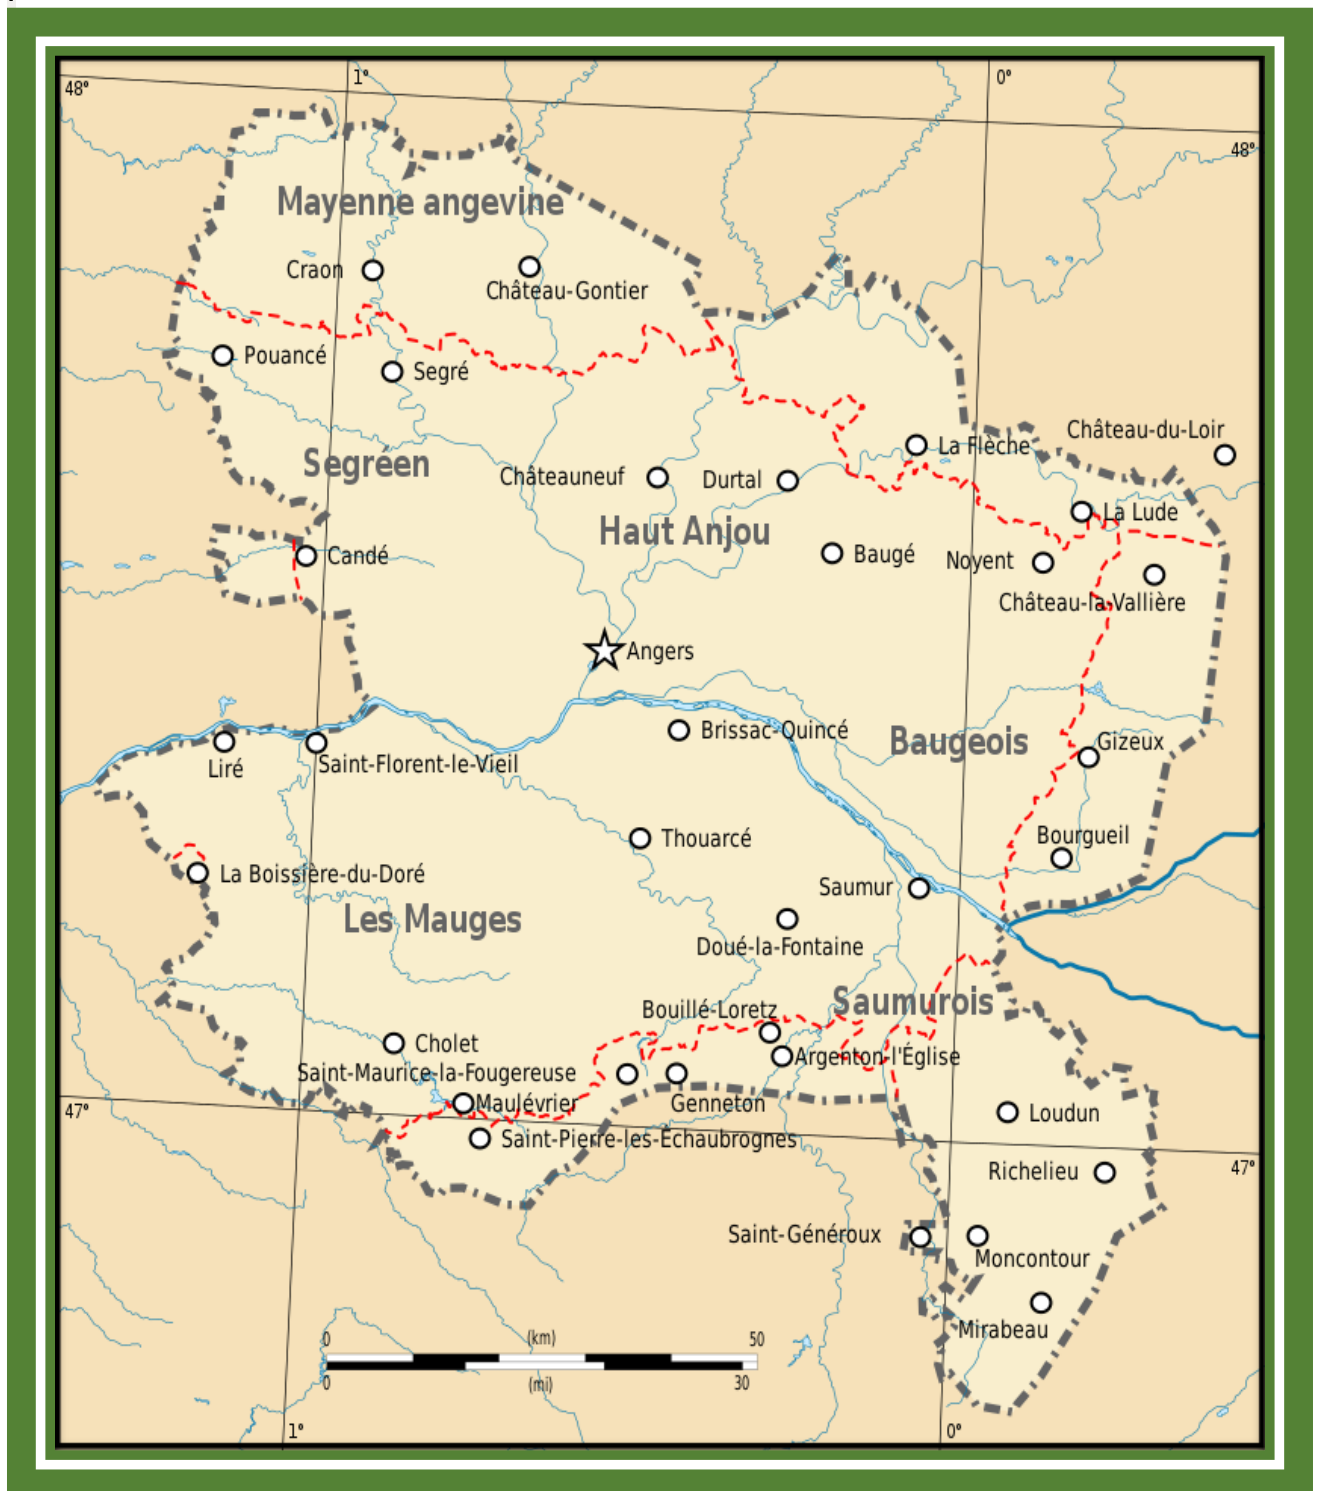 1°
0°
48°
48°
Mayenne angevine
Craon
Château-Gontier
Pouancé
Segré
Château-du-Loir
La Flèche
Segréen
Châteauneuf
Durtal
La Lude
Haut Anjou
Candé
Baugé
Noyent
Château-la-Vallière
Angers
Brissac-Quincé
Baugeois
Gizeux
Liré
Saint-Florent-le-Vieil
Thouarcé
Bourgueil
La Boissière-du-Doré
Saumur
Les Mauges
Doué-la-Fontaine
Saumurois
Bouillé-Loretz
Cholet
Argenton-l'Église
Saint-Maurice-la-Fougereuse
Maulévrier
Genneton
47°
Loudun
Saint-Pierre-les-Echaubrognes
47°
Richelieu
Saint-Généroux
Moncontour
Mirabeau
0 (km) 50
0 (mi) 30
1°
0°